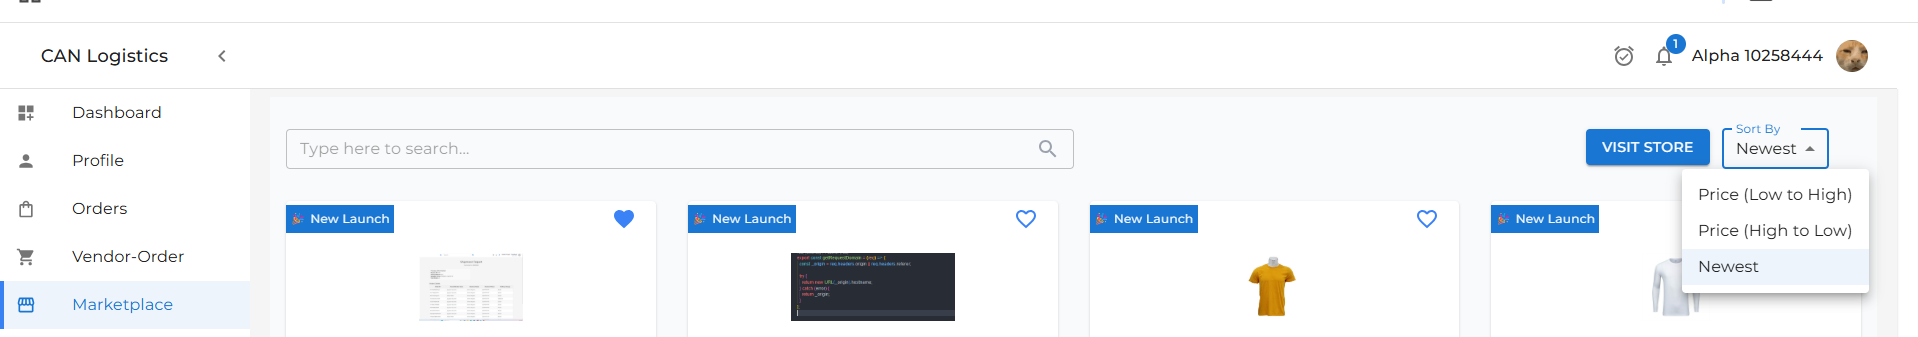 CAN Logistics
1
Alpha 10258444
Dashboard
Profile
Orders
Vendor-Order
Marketplace
Type here to search...
VISIT STORE
Sort By
Newest
Price (Low to High)
Price (High to Low)
Newest
New Launch
New Launch
New Launch
New Launch